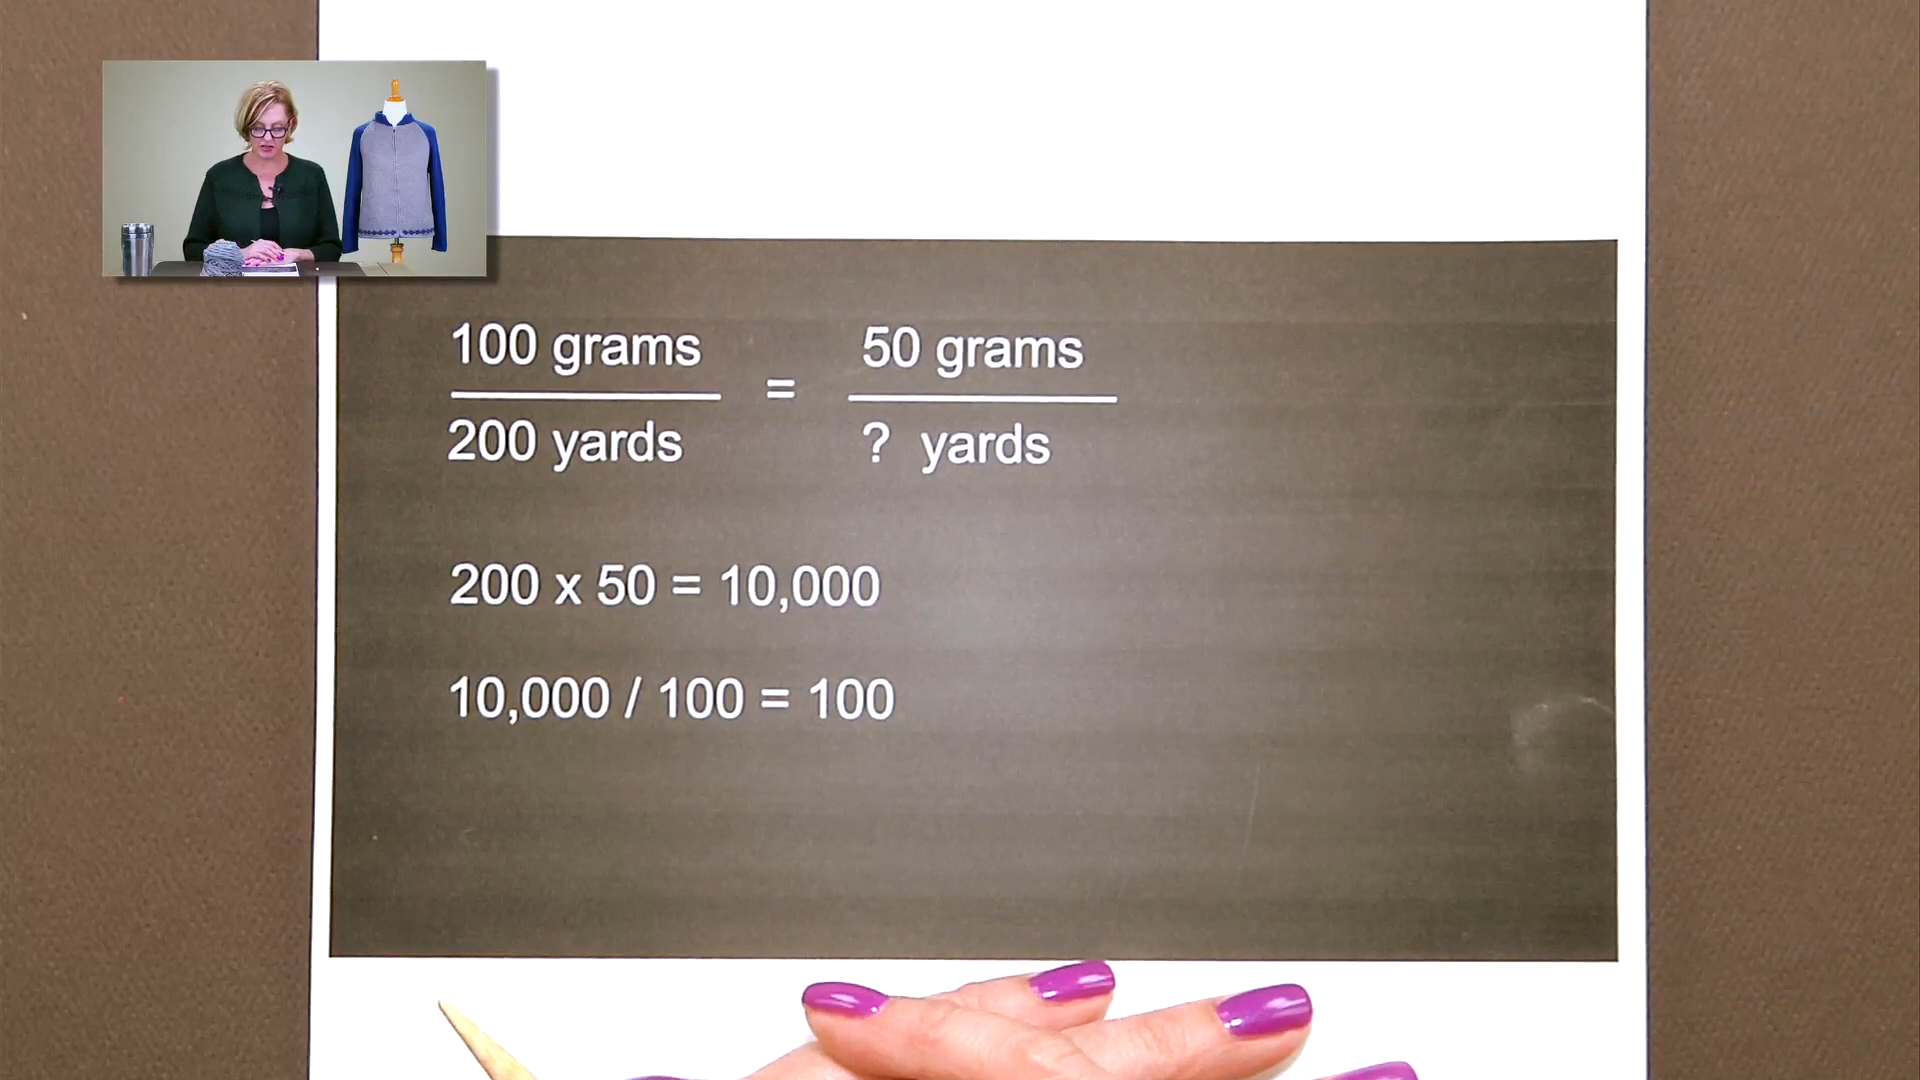 100 grams = 50 grams
200 yards ? yards
200 x 50 = 10,000
10,000 / 100 = 100